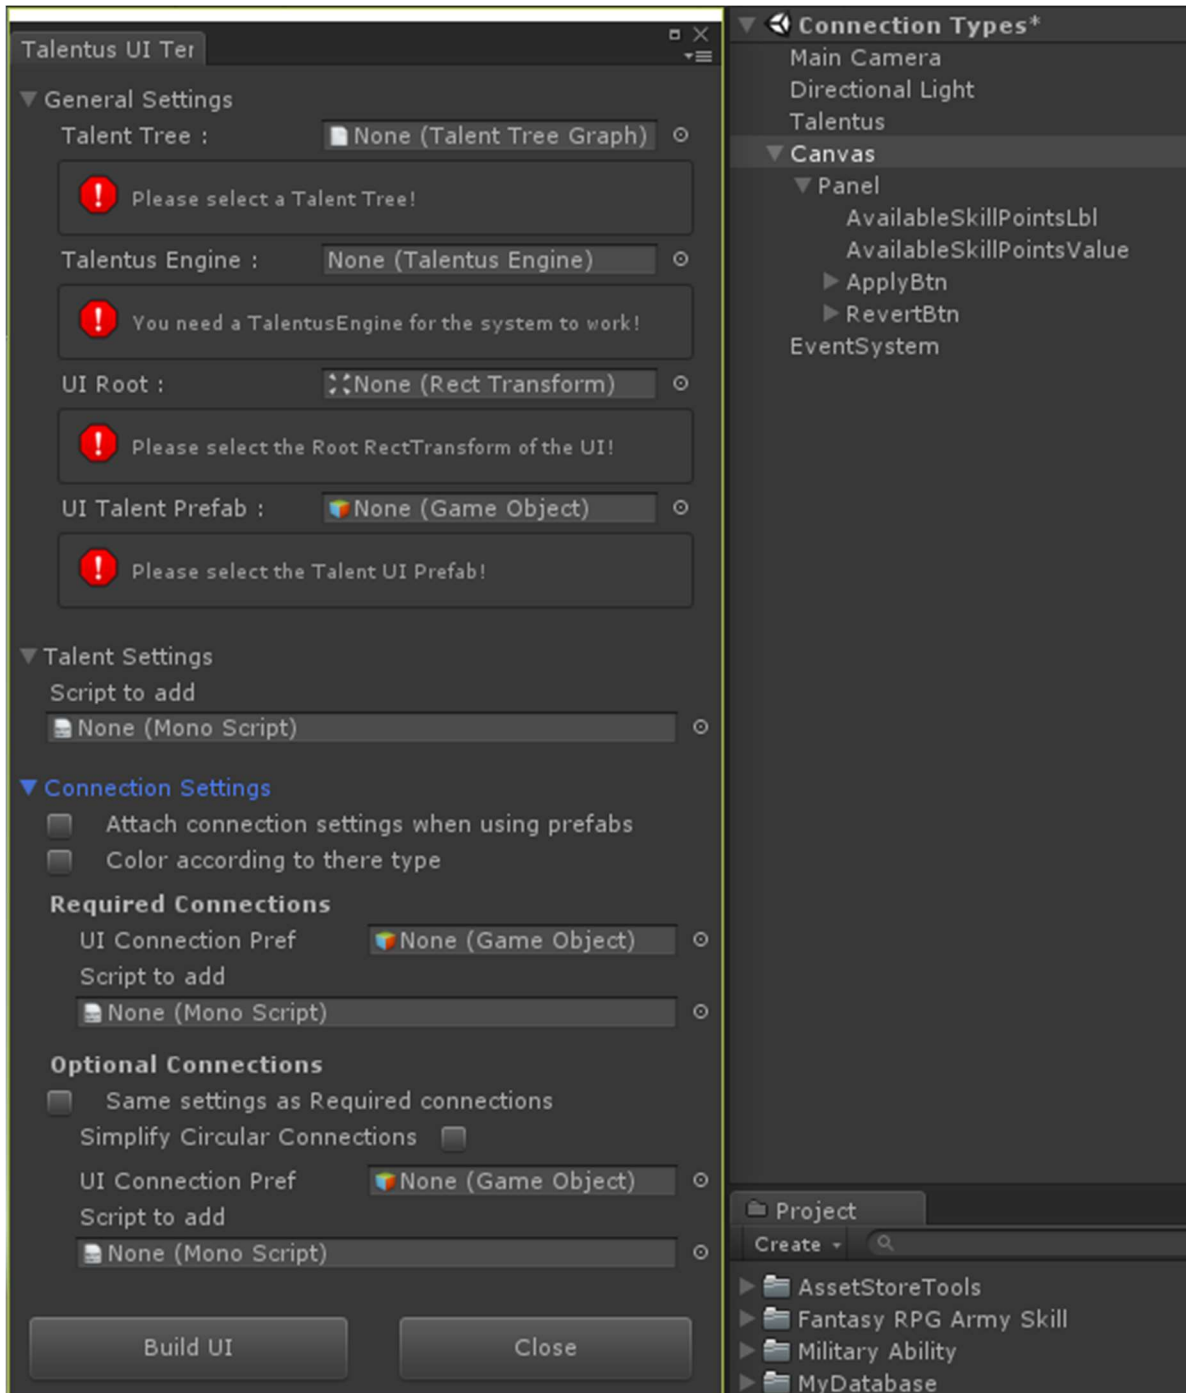 Talentus UI Ter
General Settings
Talent Tree :
None (Talent Tree Graph)
Please select a Talent Tree!
Talentus Engine :
None (Talentus Engine)
You need a TalentusEngine for the system to work!
UI Root :
None (Rect Transform)
Please select the Root RectTransform of the UI!
UI Talent Prefab :
None (Game Object)
Please select the Talent UI Prefab!
Talent Settings
Script to add
None (Mono Script)
Connection Settings
Attach connection settings when using prefabs
Color according to there type
Required Connections
UI Connection Pref
None (Game Object)
Script to add
None (Mono Script)
Optional Connections
Same settings as Required connections
Simplify Circular Connections
UI Connection Pref
None (Game Object)
Script to add
None (Mono Script)
Build UI
Close
Connection Types*
Main Camera
Directional Light
Talentus
Canvas
Panel
AvailableSkillPointsLbl
AvailableSkillPointsValue
ApplyBtn
RevertBtn
EventSystem
Project
Create
AssetStoreTools
Fantasy RPG Army Skill
Military Ability
MyDatabase